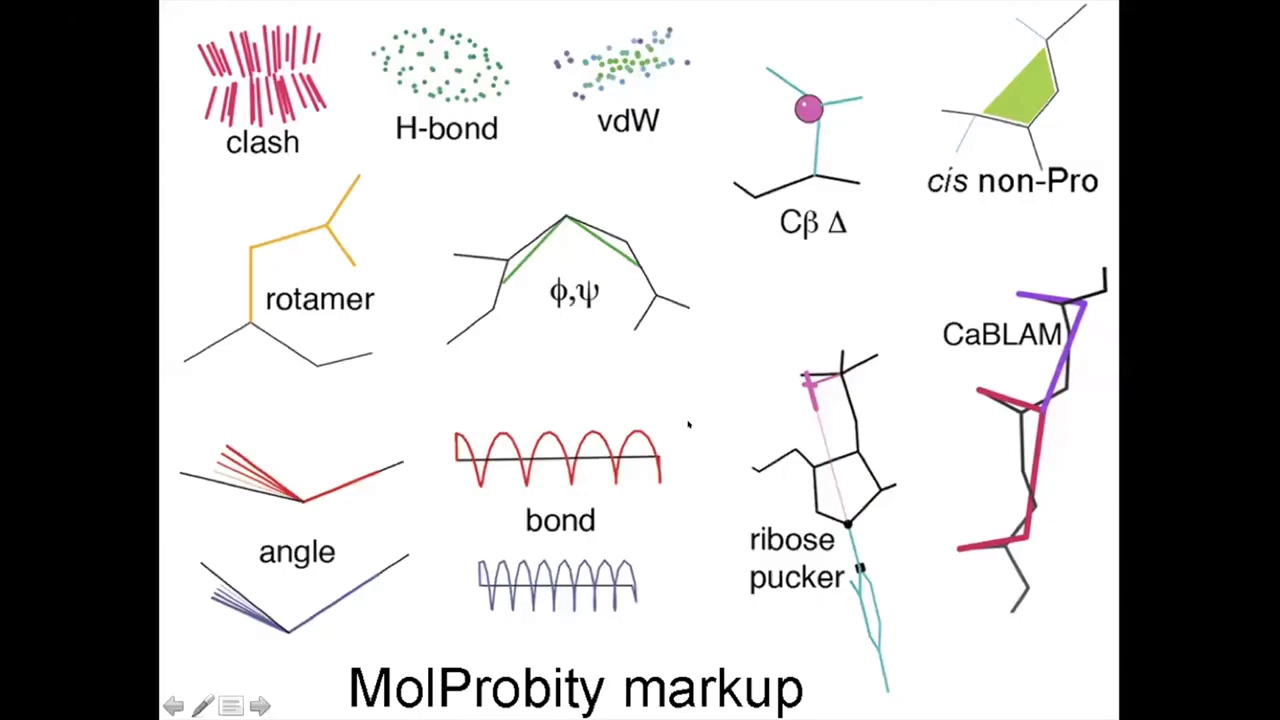 clash
H-bond
vdW
Cβ Δ
cis non-Pro
rotamer
ϕ,ψ
CaBLAM
angle
bond
ribose
pucker
MolProbity markup